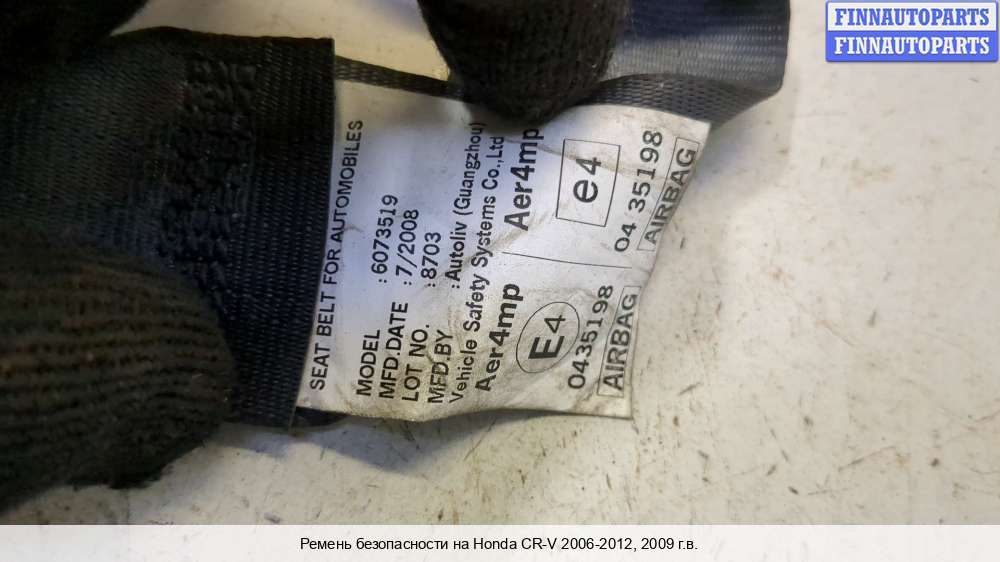 FINNAUTOPARTS
FINNAUTOPARTS
SEAT BELT FOR AUTOMOBILES
MODEL :6073519
MFD.DATE :7/2008
LOT NO. :8703
MFD.BY :Autoliv (Guangzhou)
Vehicle Safety Systems Co.,Ltd
Aer4mp
E4
0435198
AIRBAG
Aer4mp
e4
04 35198
AIRBAG
Ремень безопасности на Honda CR-V 2006-2012, 2009 г.в.